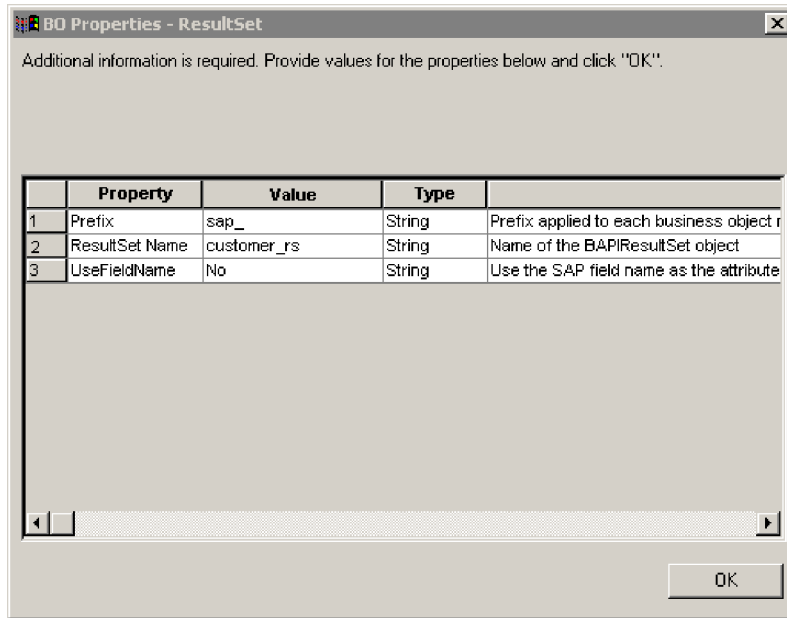 BO Properties - ResultSet
Additional information is required. Provide values for the properties below and click "OK".
Property Value Type
1 Prefix sap_ String Prefix applied to each business object
2 ResultSet Name customer_rs String Name of the BAPIResultSet object
3 UseFieldName No String Use the SAP field name as the attribute
OK